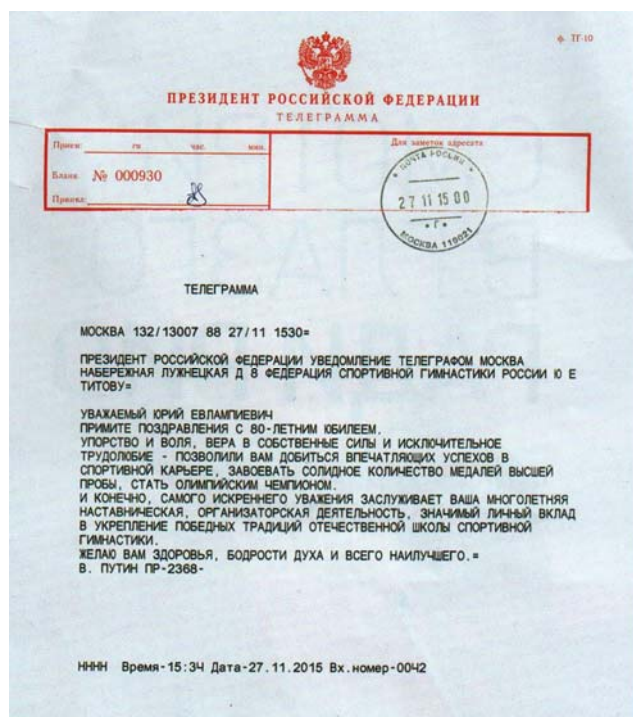 ф. ТГ-10
ПРЕЗИДЕНТ РОССИЙСКОЙ ФЕДЕРАЦИИ
ТЕЛЕГРАММА
Прием: го час. мин.
Для заметок адресата
Бланк № 000930
Принял:
ПОЧТА РОССИИ
27 11 15 00
• Г •
МОСКВА 119021
ТЕЛЕГРАММА
МОСКВА 132/13007 88 27/11 1530=
ПРЕЗИДЕНТ РОССИЙСКОЙ ФЕДЕРАЦИИ УВЕДОМЛЕНИЕ ТЕЛЕГРАФОМ МОСКВА
НАБЕРЕЖНАЯ ЛУЖНЕЦКАЯ Д 8 ФЕДЕРАЦИЯ СПОРТИВНОЙ ГИМНАСТИКИ РОССИИ Ю Е
ТИТОВУ=
УВАЖАЕМЫЙ ЮРИЙ ЕВЛАМПИЕВИЧ
ПРИМИТЕ ПОЗДРАВЛЕНИЯ С 80-ЛЕТНИМ ЮБИЛЕЕМ.
УПОРСТВО И ВОЛЯ, ВЕРА В СОБСТВЕННЫЕ СИЛЫ И ИСКЛЮЧИТЕЛЬНОЕ
ТРУДОЛЮБИЕ - ПОЗВОЛИЛИ ВАМ ДОБИТЬСЯ ВПЕЧАТЛЯЮЩИХ УСПЕХОВ В
СПОРТИВНОЙ КАРЬЕРЕ, ЗАВОЕВАТЬ СОЛИДНОЕ КОЛИЧЕСТВО МЕДАЛЕЙ ВЫСШЕЙ
ПРОБЫ, СТАТЬ ОЛИМПИЙСКИМ ЧЕМПИОНОМ.
И КОНЕЧНО, САМОГО ИСКРЕННЕГО УВАЖЕНИЯ ЗАСЛУЖИВАЕТ ВАША МНОГОЛЕТНЯЯ
НАСТАВНИЧЕСКАЯ, ОРГАНИЗАТОРСКАЯ ДЕЯТЕЛЬНОСТЬ, ЗНАЧИМЫЙ ЛИЧНЫЙ ВКЛАД
В УКРЕПЛЕНИЕ ПОБЕДНЫХ ТРАДИЦИЙ ОТЕЧЕСТВЕННОЙ ШКОЛЫ СПОРТИВНОЙ
ГИМНАСТИКИ.
ЖЕЛАЮ ВАМ ЗДОРОВЬЯ, БОДРОСТИ ДУХА И ВСЕГО НАИЛУЧШЕГО.=
В. ПУТИН ПР-2368-
НННН Время-15:34 Дата-27.11.2015 Вх.номер-0042